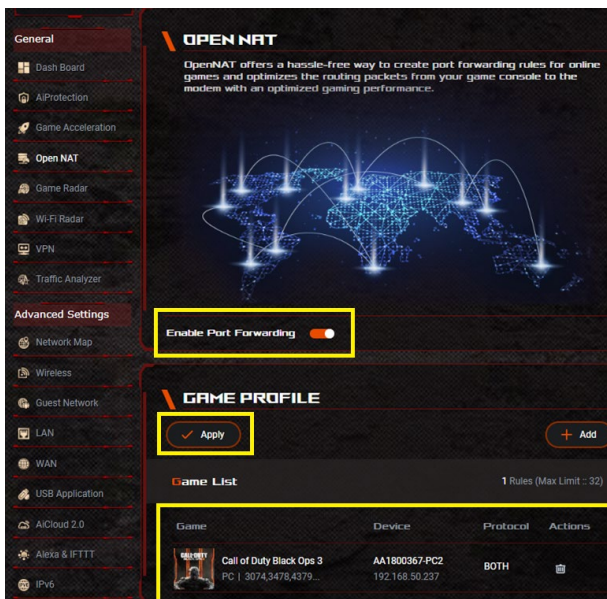 General
Dash Board
AiProtection
Game Acceleration
Open NAT
Game Radar
Wi-Fi Radar
VPN
Traffic Analyzer
Advanced Settings
Network Map
Wireless
Guest Network
LAN
WAN
USB Application
AiCloud 2.0
Alexa & IFTTT
IPv6
OPEN NAT
OpenNAT offers a hassle-free way to create port forwarding rules for online
games and optimizes the routing packets from your game console to the
modem with an optimized gaming performance.
Enable Port Forwarding
GAME PROFILE
Apply
Add
Game List
1 Rules (Max Limit :: 32)
Game Device Protocol Actions
CALL OF DUTY
Call of Duty Black Ops 3 AA1800367-PC2 BOTH
PC | 3074,3478,4379... 192.168.50.237